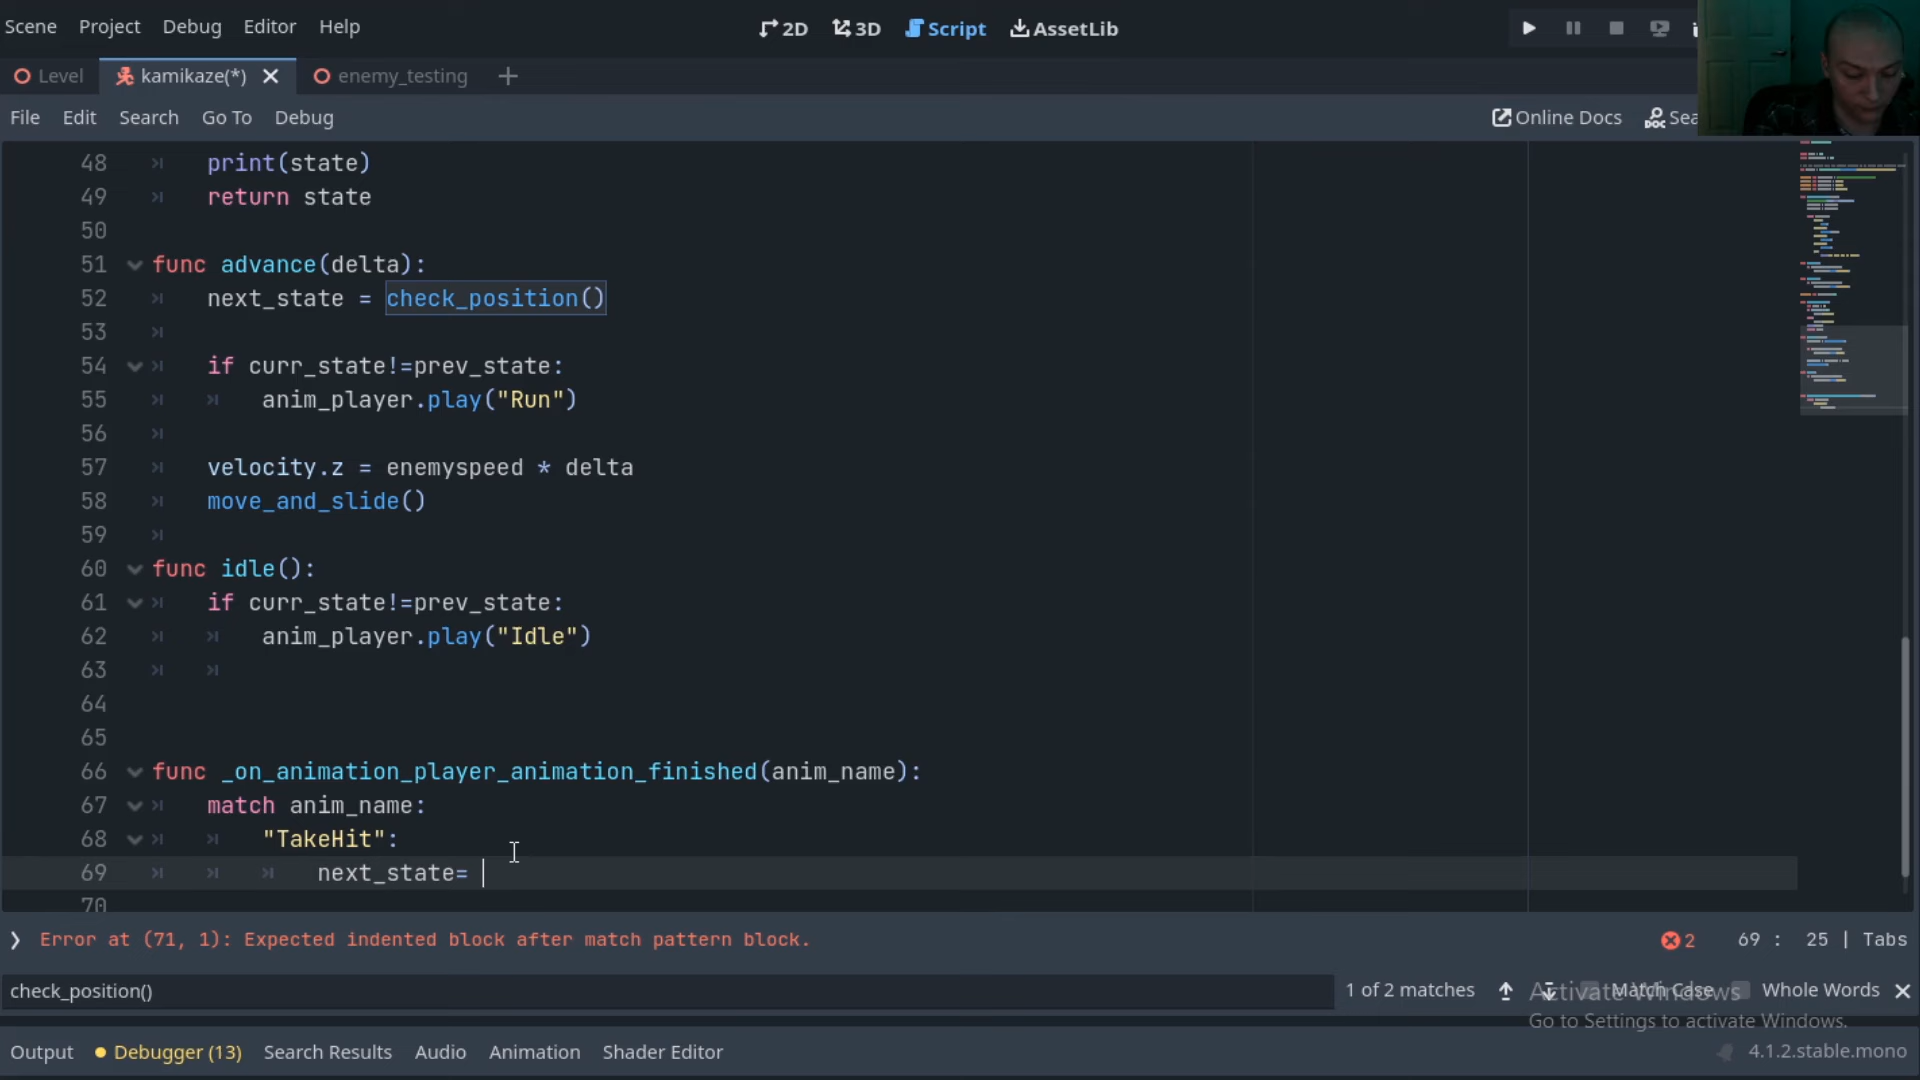 Scene Project Debug Editor Help 2D 3D Script AssetLib
Level kamikaze(*) enemy_testing
File Edit Search Go To Debug Online Docs Sea
48 print(state)
49 return state
50
51 func advance(delta):
52 next_state = check_position()
53
54 if curr_state!=prev_state:
55 anim_player.play("Run")
56
57 velocity.z = enemyspeed * delta
58 move_and_slide()
59
60 func idle():
61 if curr_state!=prev_state:
62 anim_player.play("Idle")
63
64
65
66 func _on_animation_player_animation_finished(anim_name):
67 match anim_name:
68 "TakeHit":
69 next_state=
70
Error at (71, 1): Expected indented block after match pattern block. 2 69 : 25 | Tabs
check_position() 1 of 2 matches Match Case Whole Words
Activate Windows
Go to Settings to activate Windows.
Output Debugger (13) Search Results Audio Animation Shader Editor 4.1.2.stable.mono